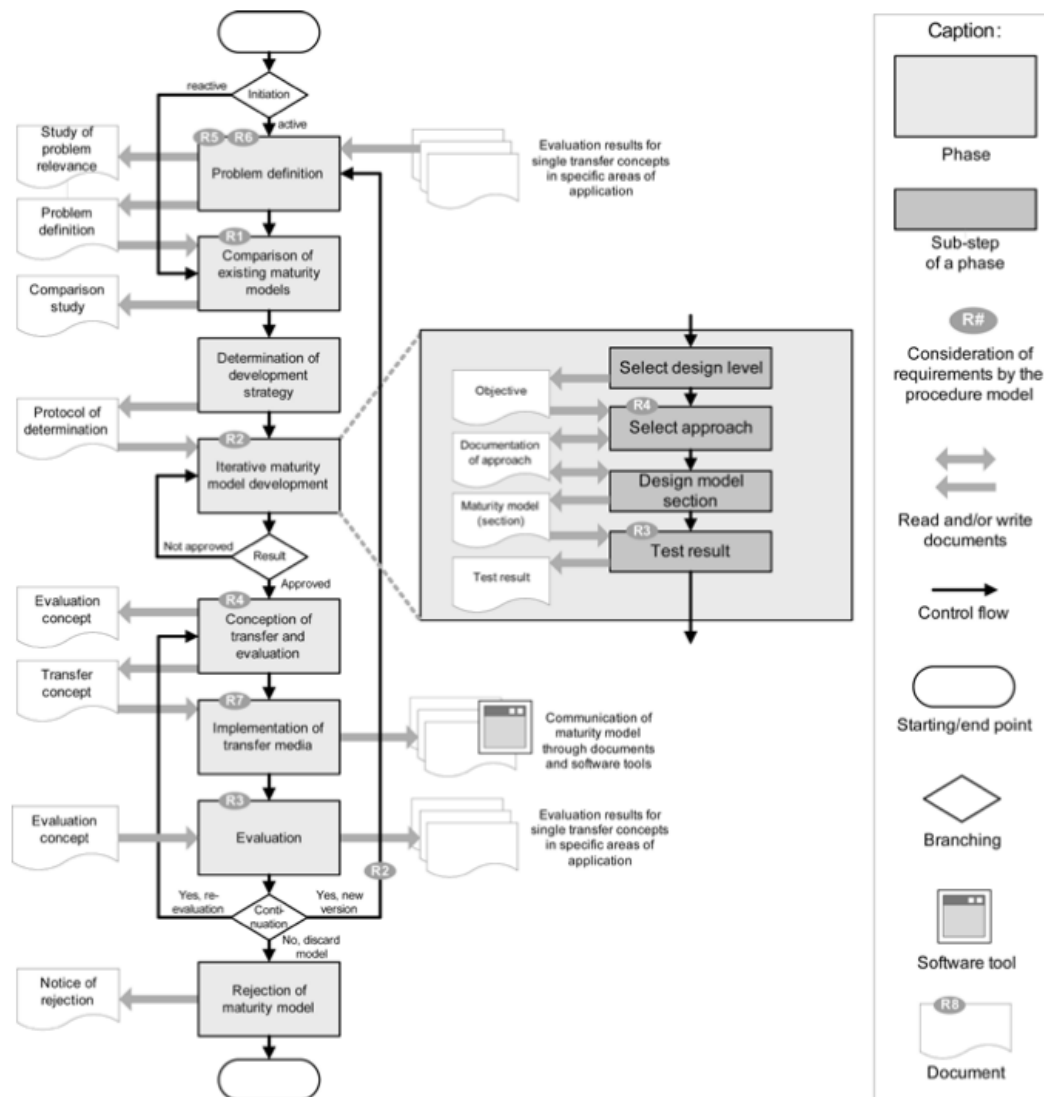 reactive
Initiation
active
R5
R6
Study of
problem
relevance
Problem definition
Evaluation results for
single transfer concepts
in specific areas of
application
Problem
definition
R1
Comparison of
existing maturity
models
Comparison
study
Determination of
development
strategy
Protocol of
determination
R2
Iterative maturity
model development
Not approved
Result
Approved
Select design level
Objective
R4
Select approach
Documentation
of approach
Design model
section
Maturity model
(section)
R3
Test result
Test result
Evaluation
concept
R4
Conception of
transfer and
evaluation
Transfer
concept
R7
Implementation of
transfer media
Communication of
maturity model
through documents
and software tools
R3
Evaluation
concept
Evaluation
Evaluation results for
single transfer concepts
in specific areas of
application
R2
Yes, re-
evaluation
Conti-
nuation
Yes, new
version
No, discard
model
Notice of
rejection
Rejection of
maturity model
Caption:
Phase
Sub-step
of a phase
R#
Consideration of
requirements by the
procedure model
Read and/or write
documents
Control flow
Starting/end point
Branching
Software tool
R8
Document